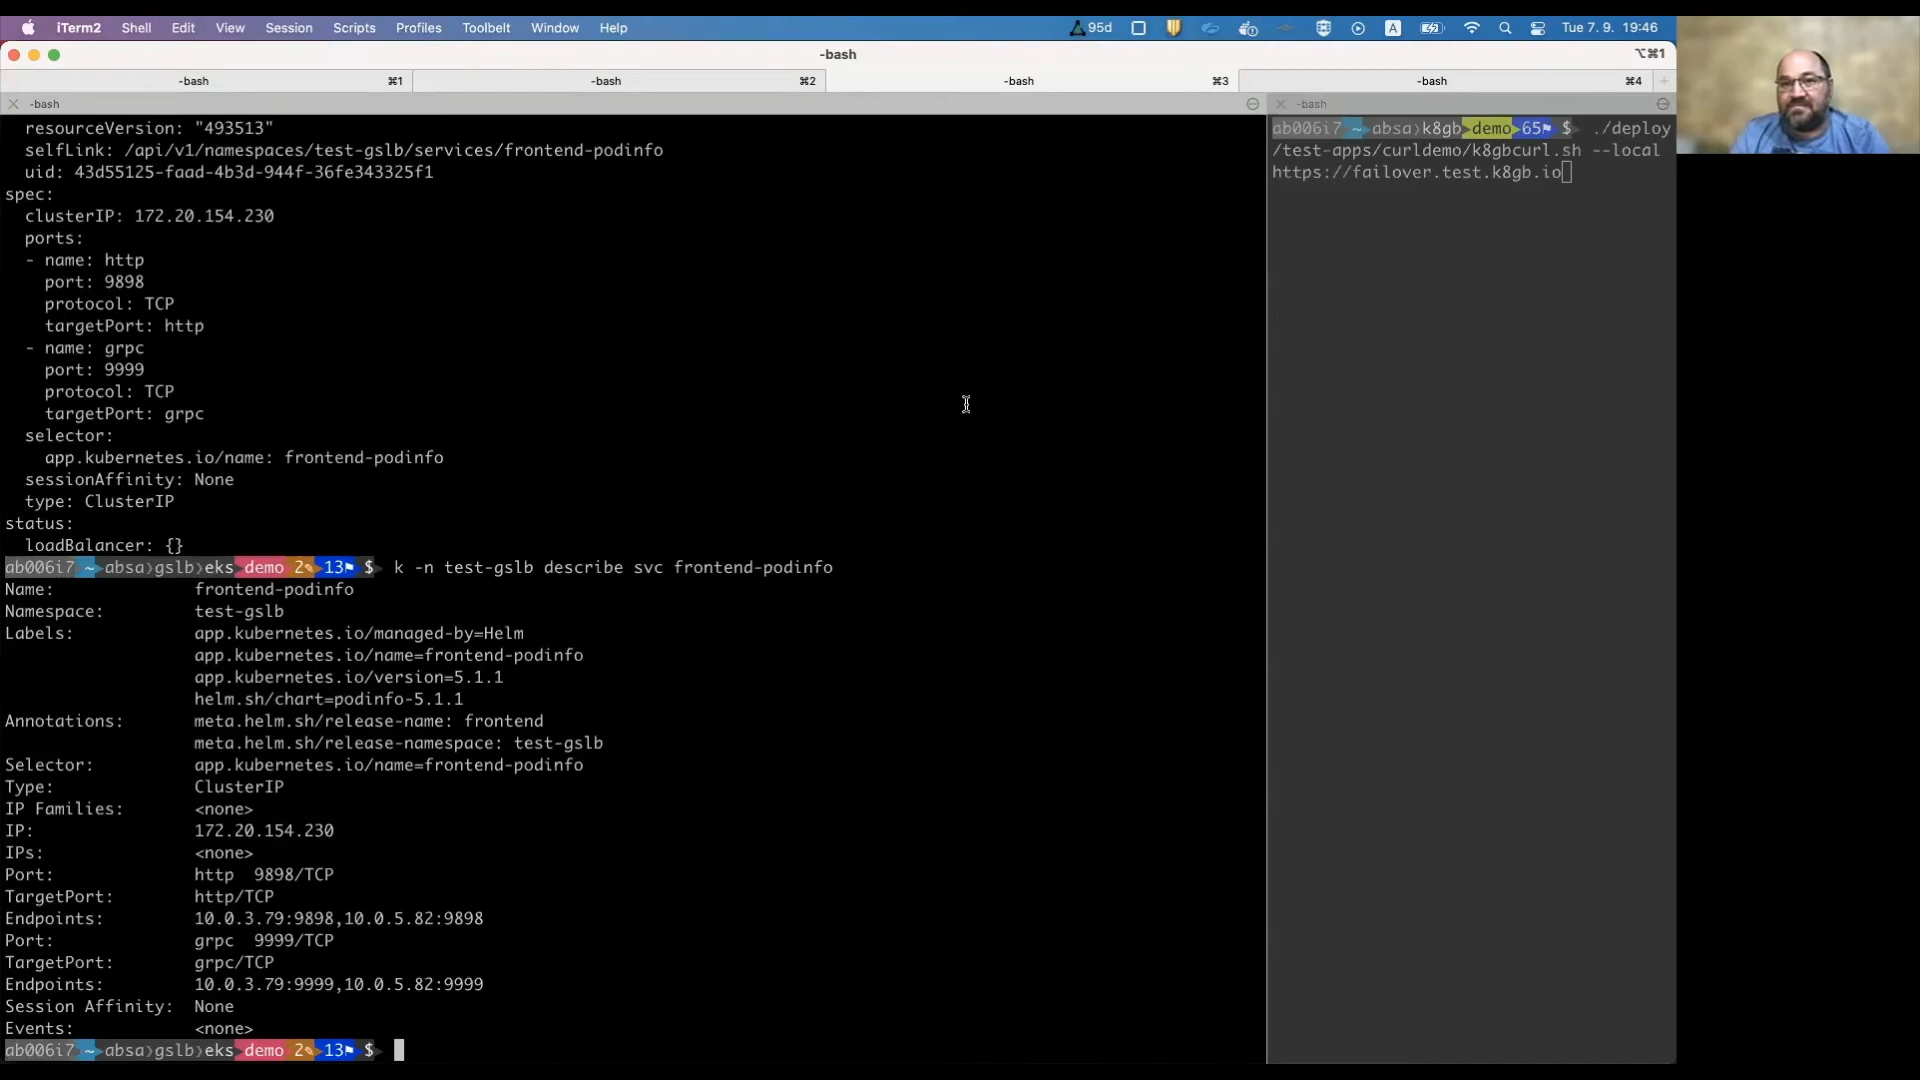 iTerm2 Shell Edit View Session Scripts Profiles Toolbelt Window Help 95d A Tue 7. 9. 19:46
-bash ⌥⌘1
-bash ⌘1 -bash ⌘2 -bash ⌘3 -bash ⌘4 +
-bash
resourceVersion: "493513"
selfLink: /api/v1/namespaces/test-gslb/services/frontend-podinfo
uid: 43d55125-faad-4b3d-944f-36fe343325f1
spec:
clusterIP: 172.20.154.230
ports:
- name: http
port: 9898
protocol: TCP
targetPort: http
- name: grpc
port: 9999
protocol: TCP
targetPort: grpc
selector:
app.kubernetes.io/name: frontend-podinfo
sessionAffinity: None
type: ClusterIP
status:
loadBalancer: {}
ab006i7 ~ absa gslb eks demo 2✎ 13⚑ $ k -n test-gslb describe svc frontend-podinfo
Name: frontend-podinfo
Namespace: test-gslb
Labels: app.kubernetes.io/managed-by=Helm
app.kubernetes.io/name=frontend-podinfo
app.kubernetes.io/version=5.1.1
helm.sh/chart=podinfo-5.1.1
Annotations: meta.helm.sh/release-name: frontend
meta.helm.sh/release-namespace: test-gslb
Selector: app.kubernetes.io/name=frontend-podinfo
Type: ClusterIP
IP Families: <none>
IP: 172.20.154.230
IPs: <none>
Port: http 9898/TCP
TargetPort: http/TCP
Endpoints: 10.0.3.79:9898,10.0.5.82:9898
Port: grpc 9999/TCP
TargetPort: grpc/TCP
Endpoints: 10.0.3.79:9999,10.0.5.82:9999
Session Affinity: None
Events: <none>
ab006i7 ~ absa gslb eks demo 2✎ 13⚑ $
-bash
ab006i7 ~ absa k8gb demo 65⚑ $ ./deploy
/test-apps/curldemo/k8gbcurl.sh --local
https://failover.test.k8gb.io